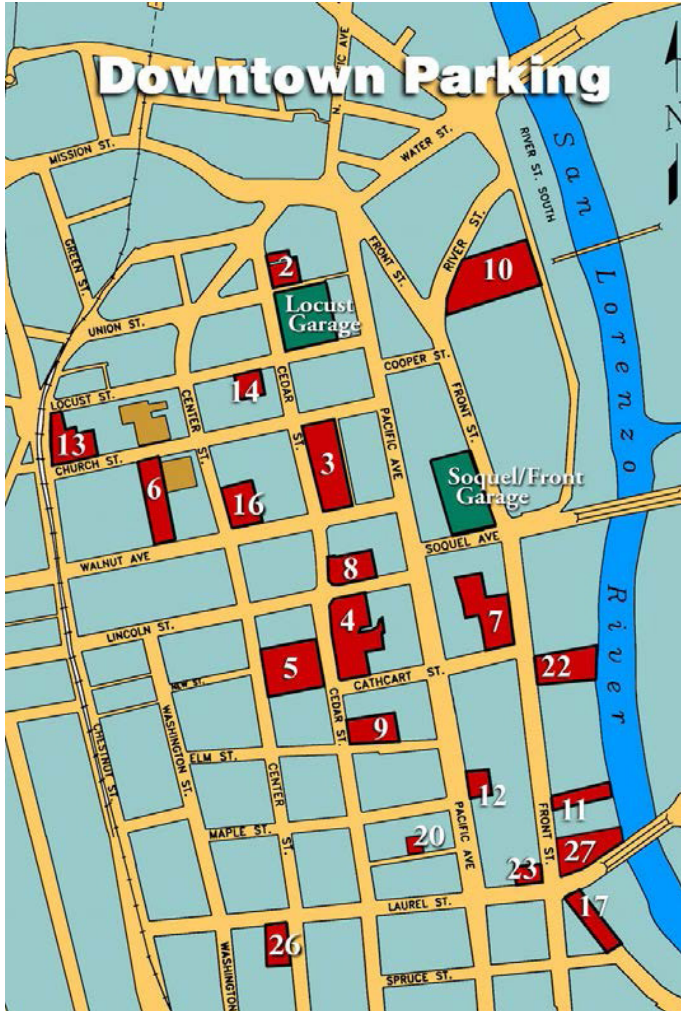 Downtown Parking
N. PACIFIC AVE
N
MISSION ST.
WATER ST.
RIVER ST. SOUTH
San Lorenzo River
GREEN ST.
FRONT ST.
RIVER ST.
2
10
Locust
Garage
UNION ST.
CEDAR ST.
COOPER ST.
LOCUST ST.
14
CENTER ST.
PACIFIC AVE
FRONT ST.
13
CHURCH ST.
3
6
16
Soquel/Front
Garage
WALNUT AVE
SOQUEL AVE
8
LINCOLN ST.
4
7
5
22
NEW ST.
CATHCART ST.
CHESTNUT ST.
WASHINGTON ST.
CEDAR ST.
9
ELM ST.
CENTER ST.
12
11
PACIFIC AVE
FRONT ST.
MAPLE ST.
20
27
23
LAUREL ST.
17
26
WASHINGTON
SPRUCE ST.